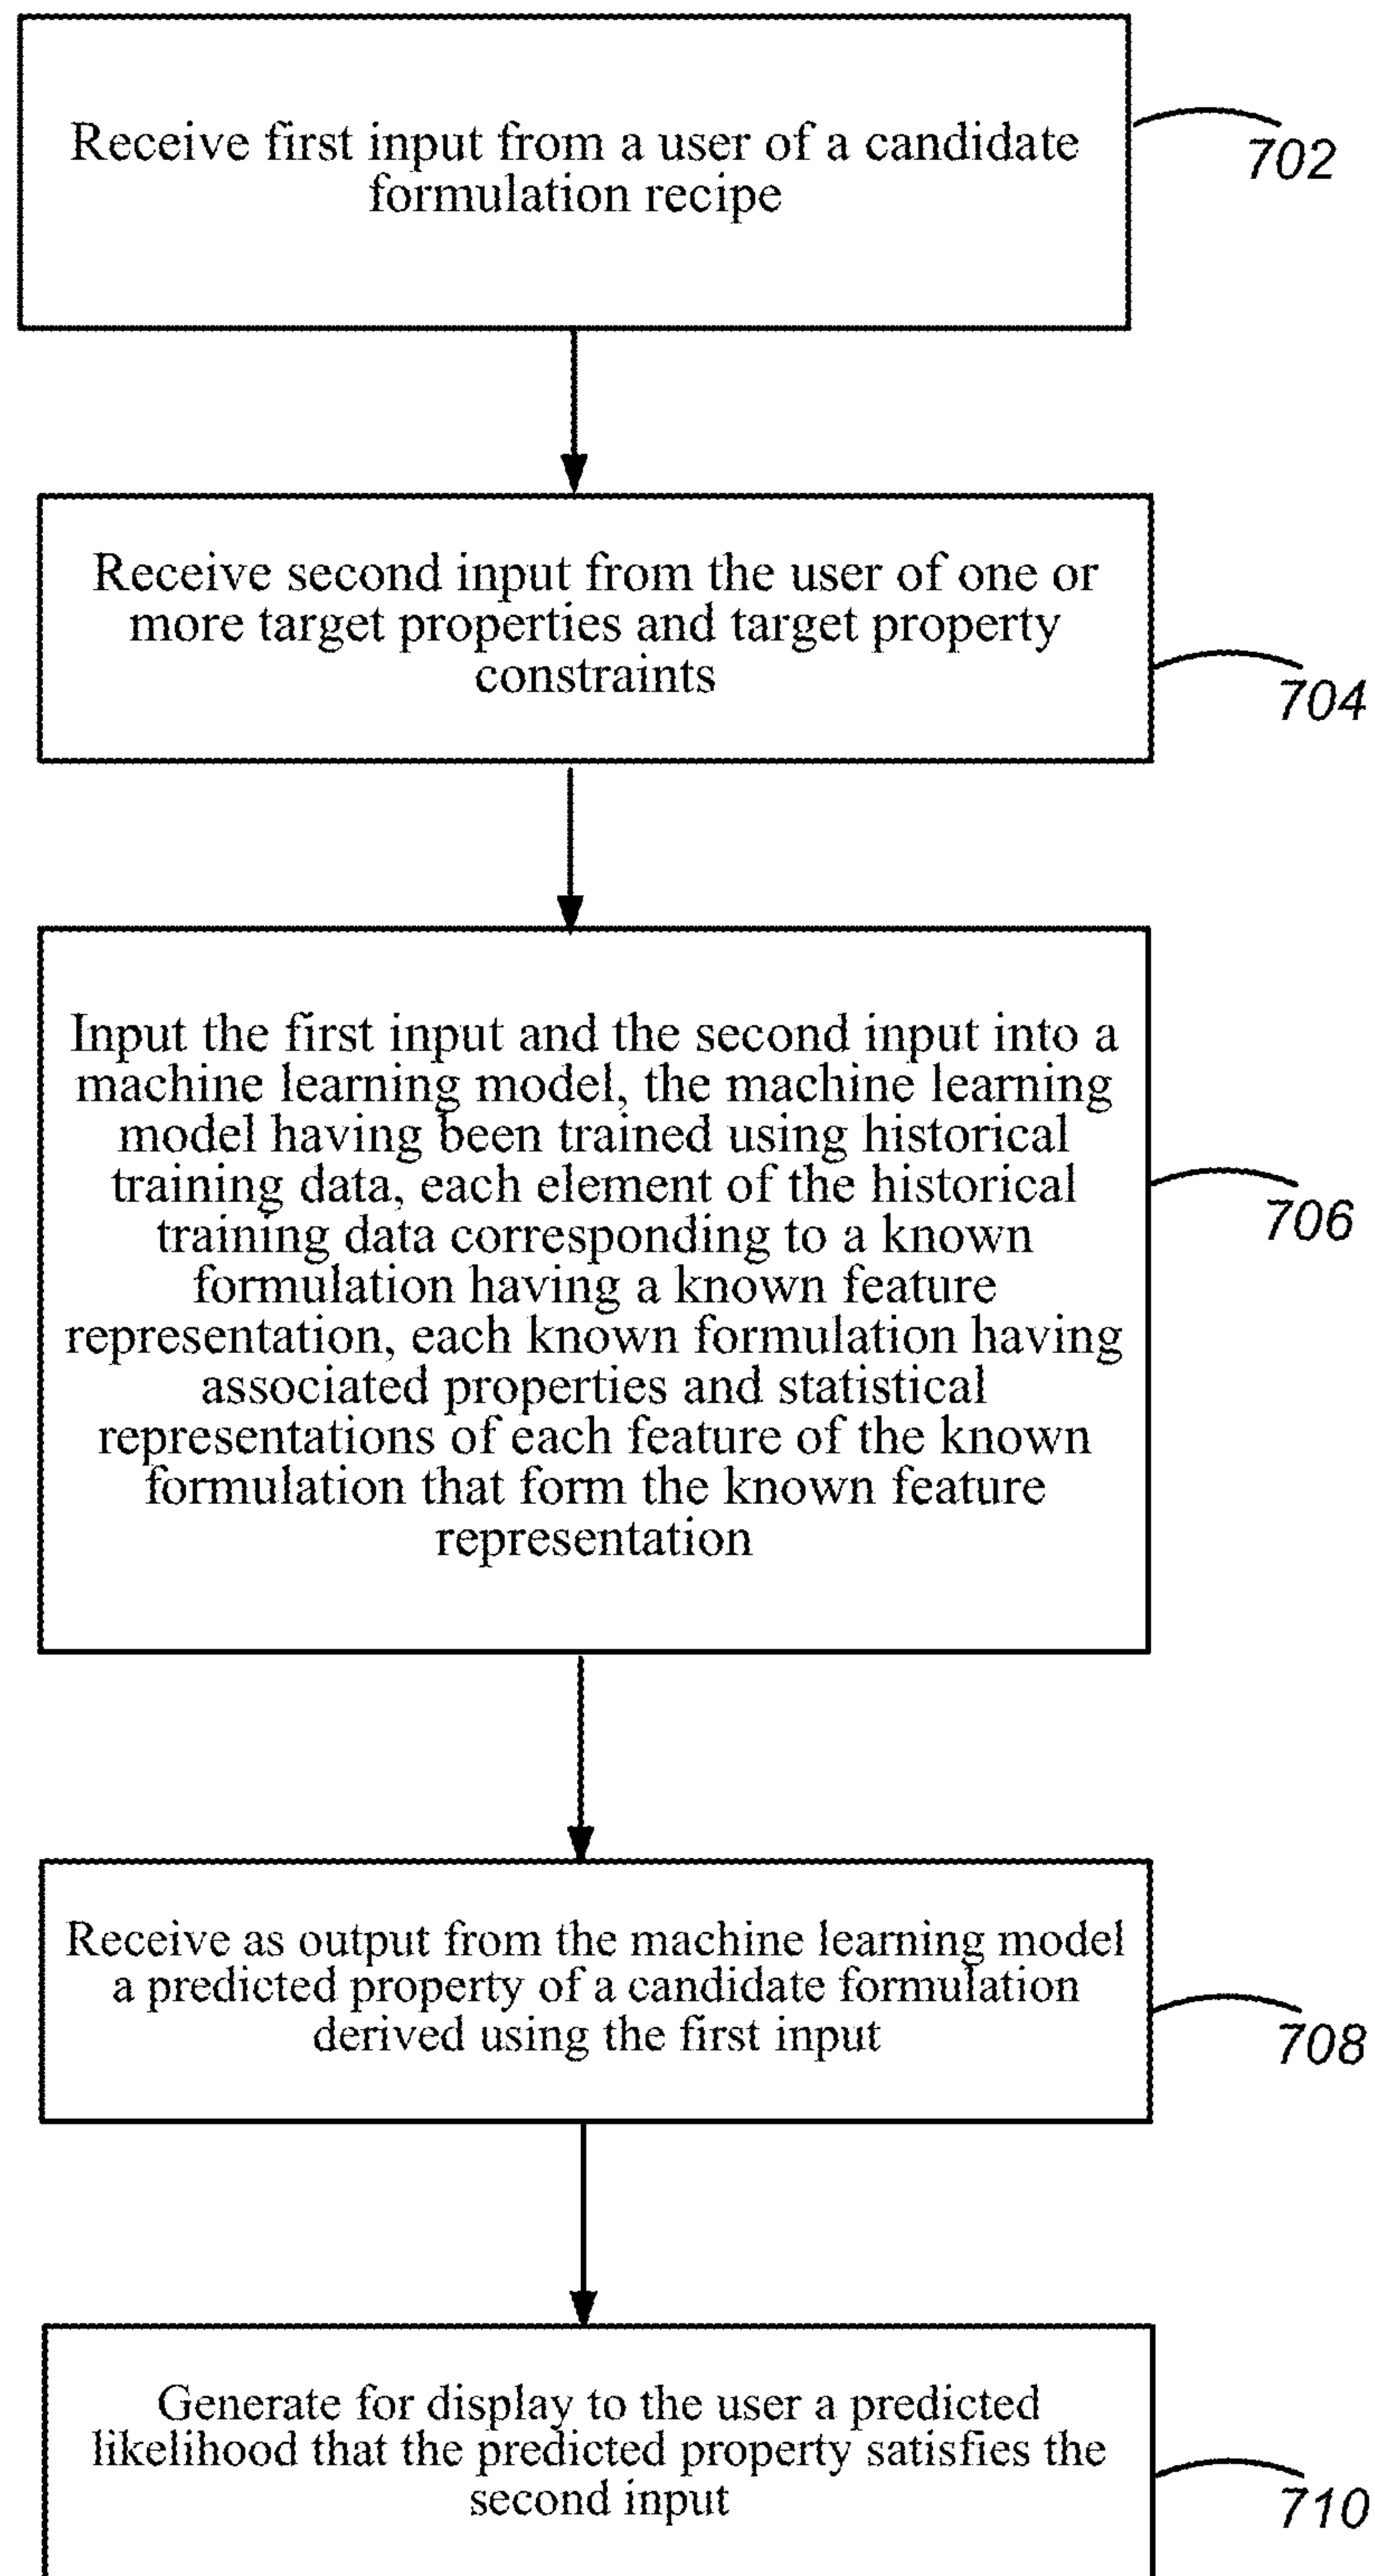 Receive first input from a user of a candidate
formulation recipe
702
Receive second input from the user of one or
more target properties and target property
constraints
704
Input the first input and the second input into a
machine learning model, the machine learning
model having been trained using historical
training data, each element of the historical
training data corresponding to a known
formulation having a known feature
representation, each known formulation having
associated properties and statistical
representations of each feature of the known
formulation that form the known feature
representation
706
Receive as output from the machine learning model
a predicted property of a candidate formulation
derived using the first input
708
Generate for display to the user a predicted
likelihood that the predicted property satisfies the
second input
710